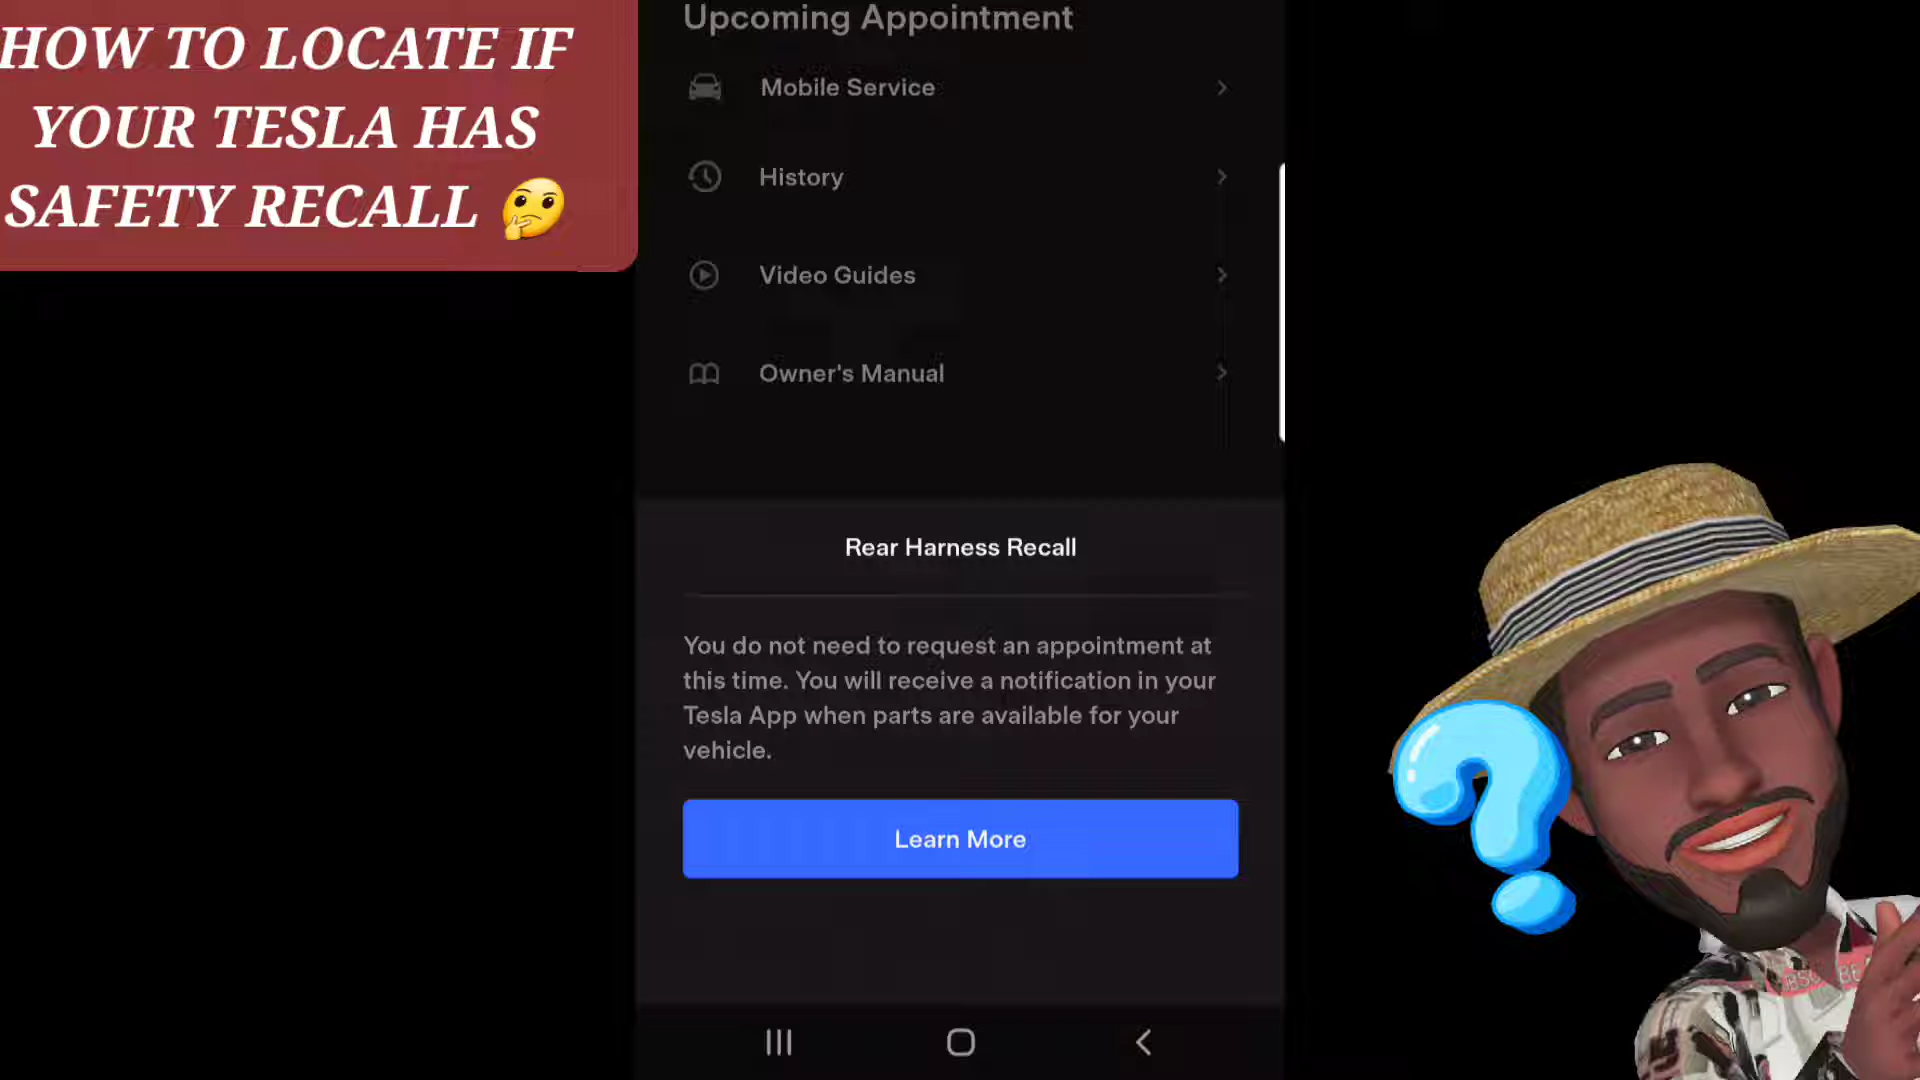 HOW TO LOCATE IF
YOUR TESLA HAS
SAFETY RECALL 🤔
Upcoming Appointment
Mobile Service
History
Video Guides
Owner's Manual
Rear Harness Recall
You do not need to request an appointment at
this time. You will receive a notification in your
Tesla App when parts are available for your
vehicle.
Learn More